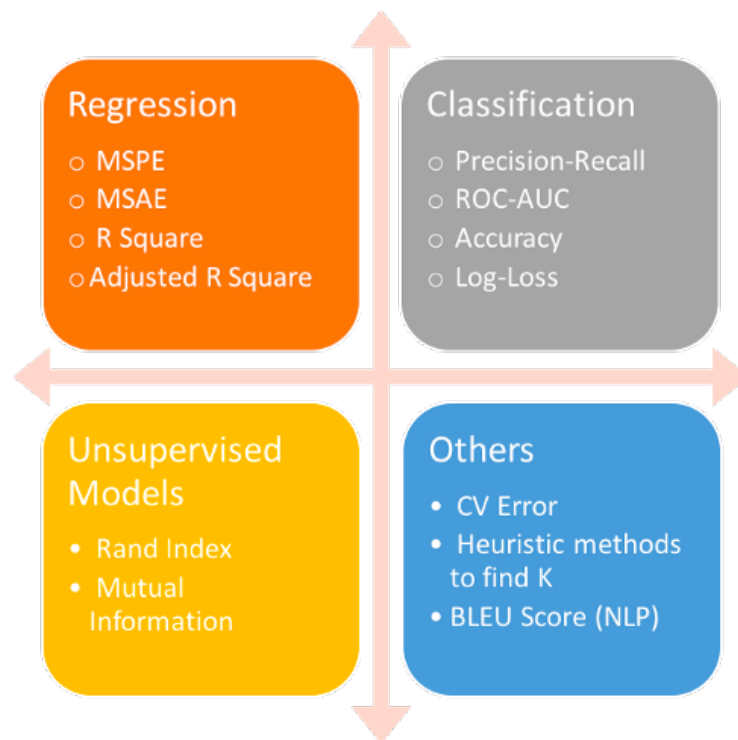 Regression
○ MSPE
○ MSAE
○ R Square
○ Adjusted R Square
Classification
○ Precision-Recall
○ ROC-AUC
○ Accuracy
○ Log-Loss
Unsupervised
Models
• Rand Index
• Mutual
Information
Others
• CV Error
• Heuristic methods
to find K
• BLEU Score (NLP)